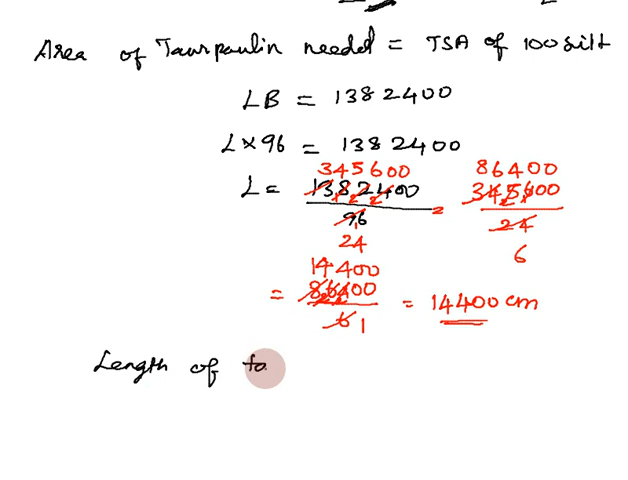 Area of Taurpaulin needed = TSA of 100 Silt
LB = 1382400
L×96 = 1382400
345600 86400
L = 1382400 = 345600
96 24
24 6
14400
= 86400 = 14400 cm
6 1
Length of ta